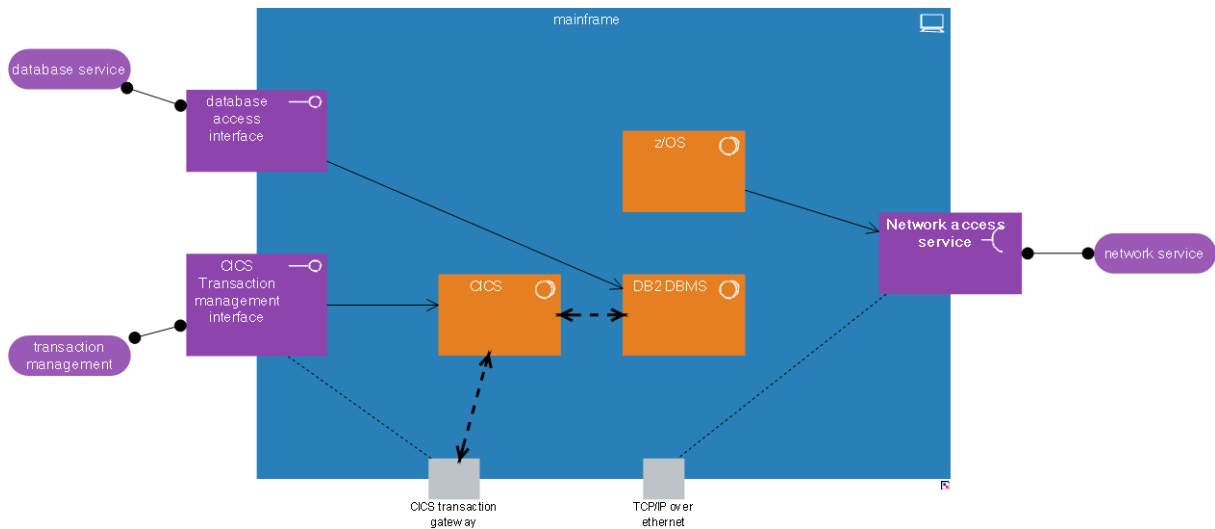 mainframe
database service
database
access
interface
z/OS
Network access
service
network service
CICS
Transaction
management
interface
CICS
DB2 DBMS
transaction
management
CICS transaction
gateway
TCP/IP over
ethernet